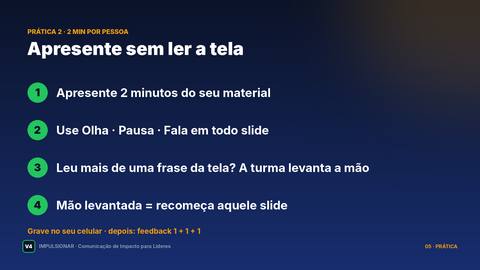 PRÁTICA 2 · 2 MIN POR PESSOA
Apresente sem ler a tela
1 Apresente 2 minutos do seu material
2 Use Olha · Pausa · Fala em todo slide
3 Leu mais de uma frase da tela? A turma levanta a mão
4 Mão levantada = recomeça aquele slide
Grave no seu celular · depois: feedback 1 + 1 + 1
V4 IMPULSIONAR · Comunicação de Impacto para Líderes
05 · PRÁTICA